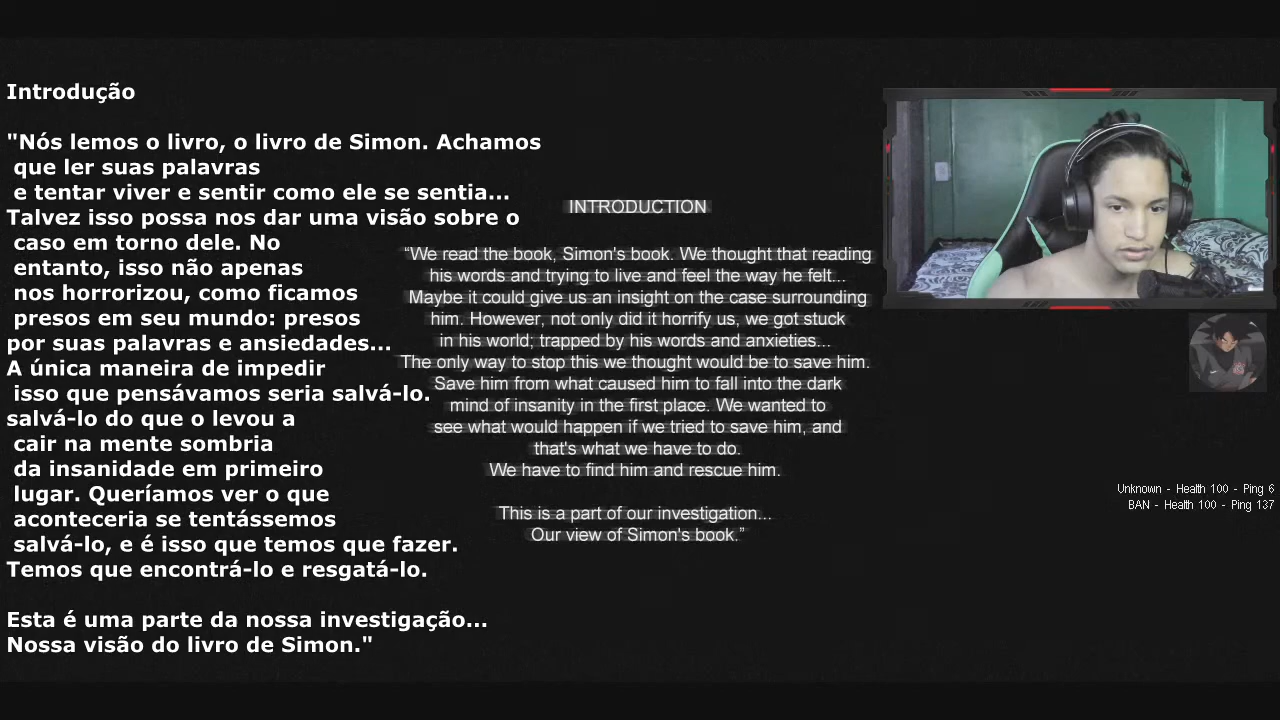 Introdução
"Nós lemos o livro, o livro de Simon. Achamos
que ler suas palavras
e tentar viver e sentir como ele se sentia...
Talvez isso possa nos dar uma visão sobre o
caso em torno dele. No
entanto, isso não apenas
nos horrorizou, como ficamos
presos em seu mundo: presos
por suas palavras e ansiedades...
A única maneira de impedir
isso que pensávamos seria salvá-lo.
salvá-lo do que o levou a
cair na mente sombria
da insanidade em primeiro
lugar. Queríamos ver o que
aconteceria se tentássemos
salvá-lo, e é isso que temos que fazer.
Temos que encontrá-lo e resgatá-lo.
Esta é uma parte da nossa investigação...
Nossa visão do livro de Simon."
INTRODUCTION
“We read the book, Simon's book. We thought that reading
his words and trying to live and feel the way he felt...
Maybe it could give us an insight on the case surrounding
him. However, not only did it horrify us, we got stuck
in his world; trapped by his words and anxieties...
The only way to stop this we thought would be to save him.
Save him from what caused him to fall into the dark
mind of insanity in the first place. We wanted to
see what would happen if we tried to save him, and
that's what we have to do.
We have to find him and rescue him.
This is a part of our investigation...
Our view of Simon's book.”
Unknown - Health 100 - Ping 6
BAN - Health 100 - Ping 137